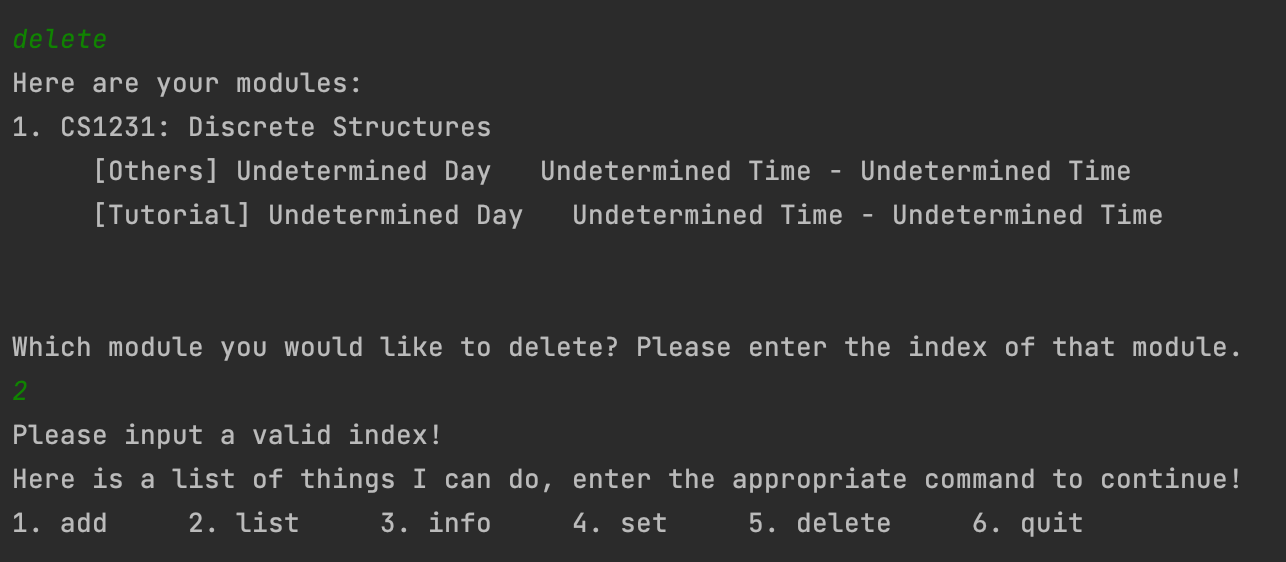 delete
Here are your modules:
1. CS1231: Discrete Structures
[Others] Undetermined Day   Undetermined Time - Undetermined Time
[Tutorial] Undetermined Day   Undetermined Time - Undetermined Time
Which module you would like to delete? Please enter the index of that module.
2
Please input a valid index!
Here is a list of things I can do, enter the appropriate command to continue!
1. add     2. list     3. info     4. set     5. delete     6. quit